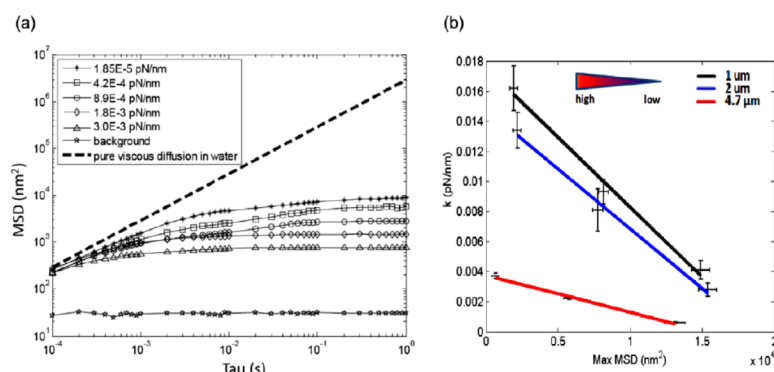 (a)
(b)
10^7
10^6
10^5
10^4
10^3
10^2
10^1
MSD (nm^2)
1.85E-5 pN/nm
4.2E-4 pN/nm
8.9E-4 pN/nm
1.8E-3 pN/nm
3.0E-3 pN/nm
background
pure viscous diffusion in water
10^-4
10^-3
10^-2
10^-1
10^0
Tau (s)
0.018
0.016
0.014
0.012
0.01
0.008
0.006
0.004
0.002
0
k (pN/nm)
high
low
1 um
2 um
4.7 µm
0
0.5
1
1.5
Max MSD (nm^2)
x 10^4